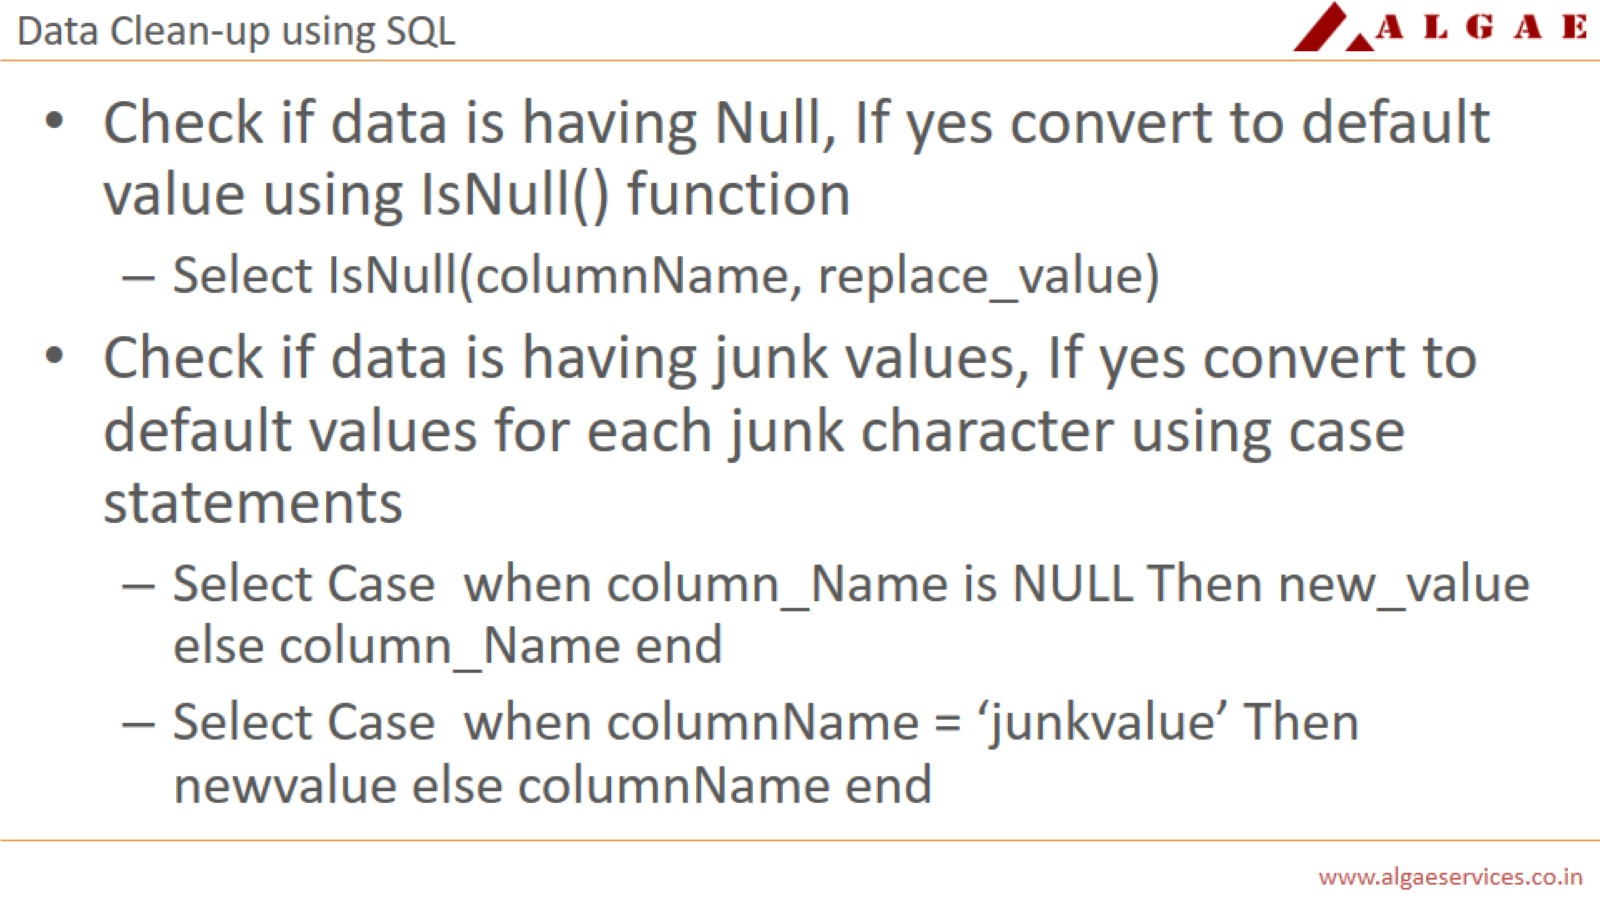 Data Clean-up using SQL
ALGAE
• Check if data is having Null, If yes convert to default
value using IsNull() function
– Select IsNull(columnName, replace_value)
• Check if data is having junk values, If yes convert to
default values for each junk character using case
statements
– Select Case  when column_Name is NULL Then new_value
else column_Name end
– Select Case  when columnName = ‘junkvalue’ Then
newvalue else columnName end
www.algaeservices.co.in